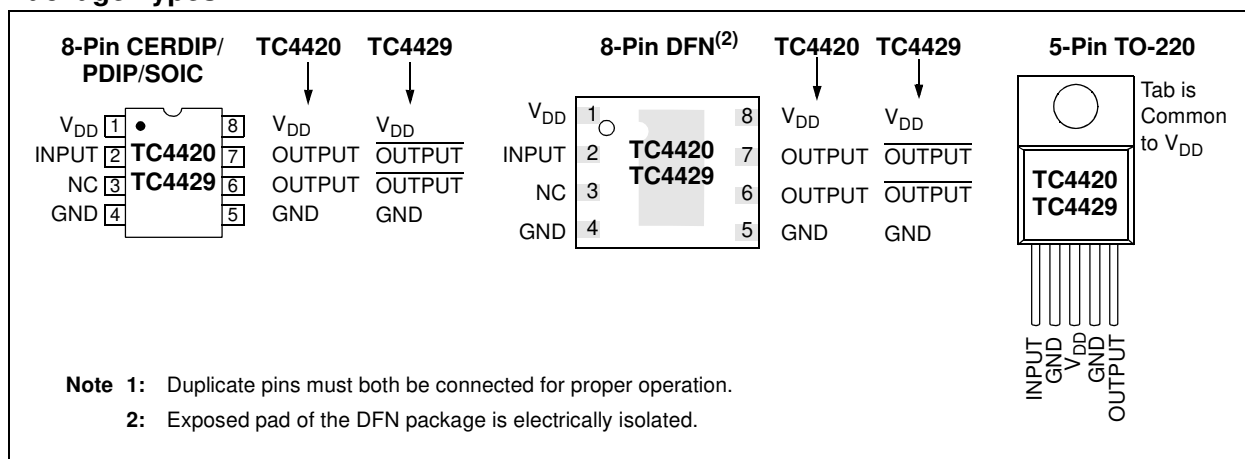 8-Pin CERDIP/
PDIP/SOIC
TC4420 TC4429
VDD 1 8 VDD VDD
INPUT 2 TC4420 7 OUTPUT OUTPUT
NC 3 TC4429 6 OUTPUT OUTPUT
GND 4 5 GND GND
8-Pin DFN(2) TC4420 TC4429
VDD 1 8 VDD VDD
INPUT 2 TC4420 7 OUTPUT OUTPUT
TC4429
NC 3 6 OUTPUT OUTPUT
GND 4 5 GND GND
5-Pin TO-220
Tab is
Common
to VDD
TC4420
TC4429
INPUT
GND
VDD
GND
OUTPUT
Note 1: Duplicate pins must both be connected for proper operation.
2: Exposed pad of the DFN package is electrically isolated.